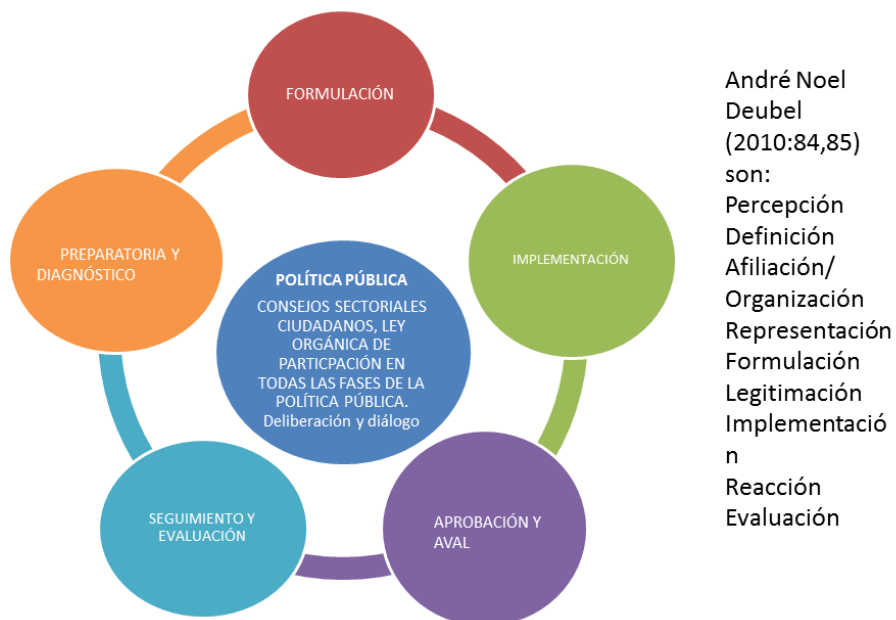 FORMULACIÓN
IMPLEMENTACIÓN
APROBACIÓN Y
AVAL
SEGUIMIENTO Y
EVALUACIÓN
PREPARATORIA Y
DIAGNÓSTICO
POLÍTICA PÚBLICA
CONSEJOS SECTORIALES
CIUDADANOS, LEY
ORGÁNICA DE
PARTICPACIÓN EN
TODAS LAS FASES DE LA
POLÍTICA PÚBLICA.
Deliberación y diálogo
André Noel
Deubel
(2010:84,85)
son:
Percepción
Definición
Afiliación/
Organización
Representación
Formulación
Legitimación
Implementació
n
Reacción
Evaluación